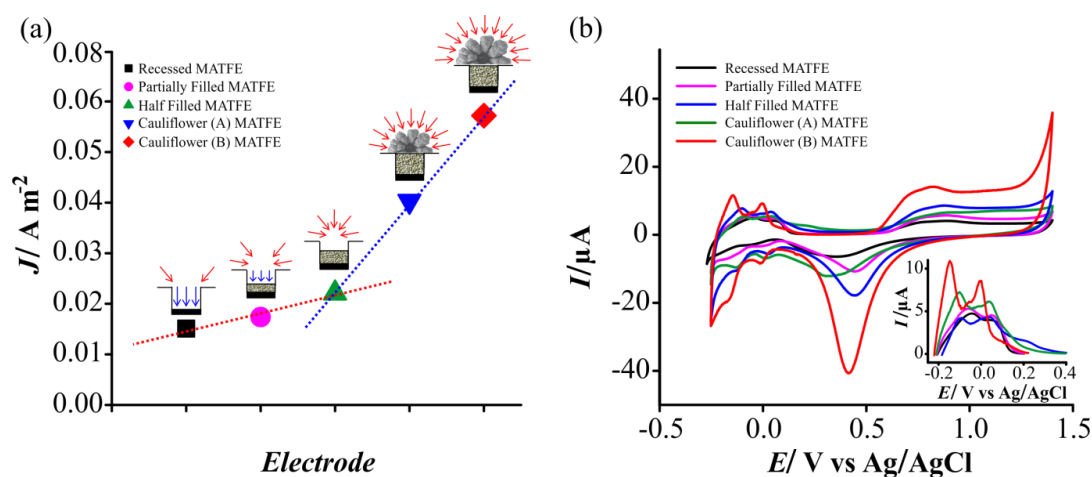 (a)
0.08
0.07
0.06
0.05
0.04
0.03
0.02
0.01
0.00
J/ A m-2
Recessed MATFE
Partially Filled MATFE
Half Filled MATFE
Cauliflower (A) MATFE
Cauliflower (B) MATFE
Electrode
(b)
40
20
0
-20
-40
I/µA
Recessed MATFE
Partially Filled MATFE
Half Filled MATFE
Cauliflower (A) MATFE
Cauliflower (B) MATFE
-0.5
0.0
0.5
1.0
1.5
E/ V vs Ag/AgCl
10
5
0
I/µA
-0.2
0.0
0.2
0.4
E/ V vs Ag/AgCl